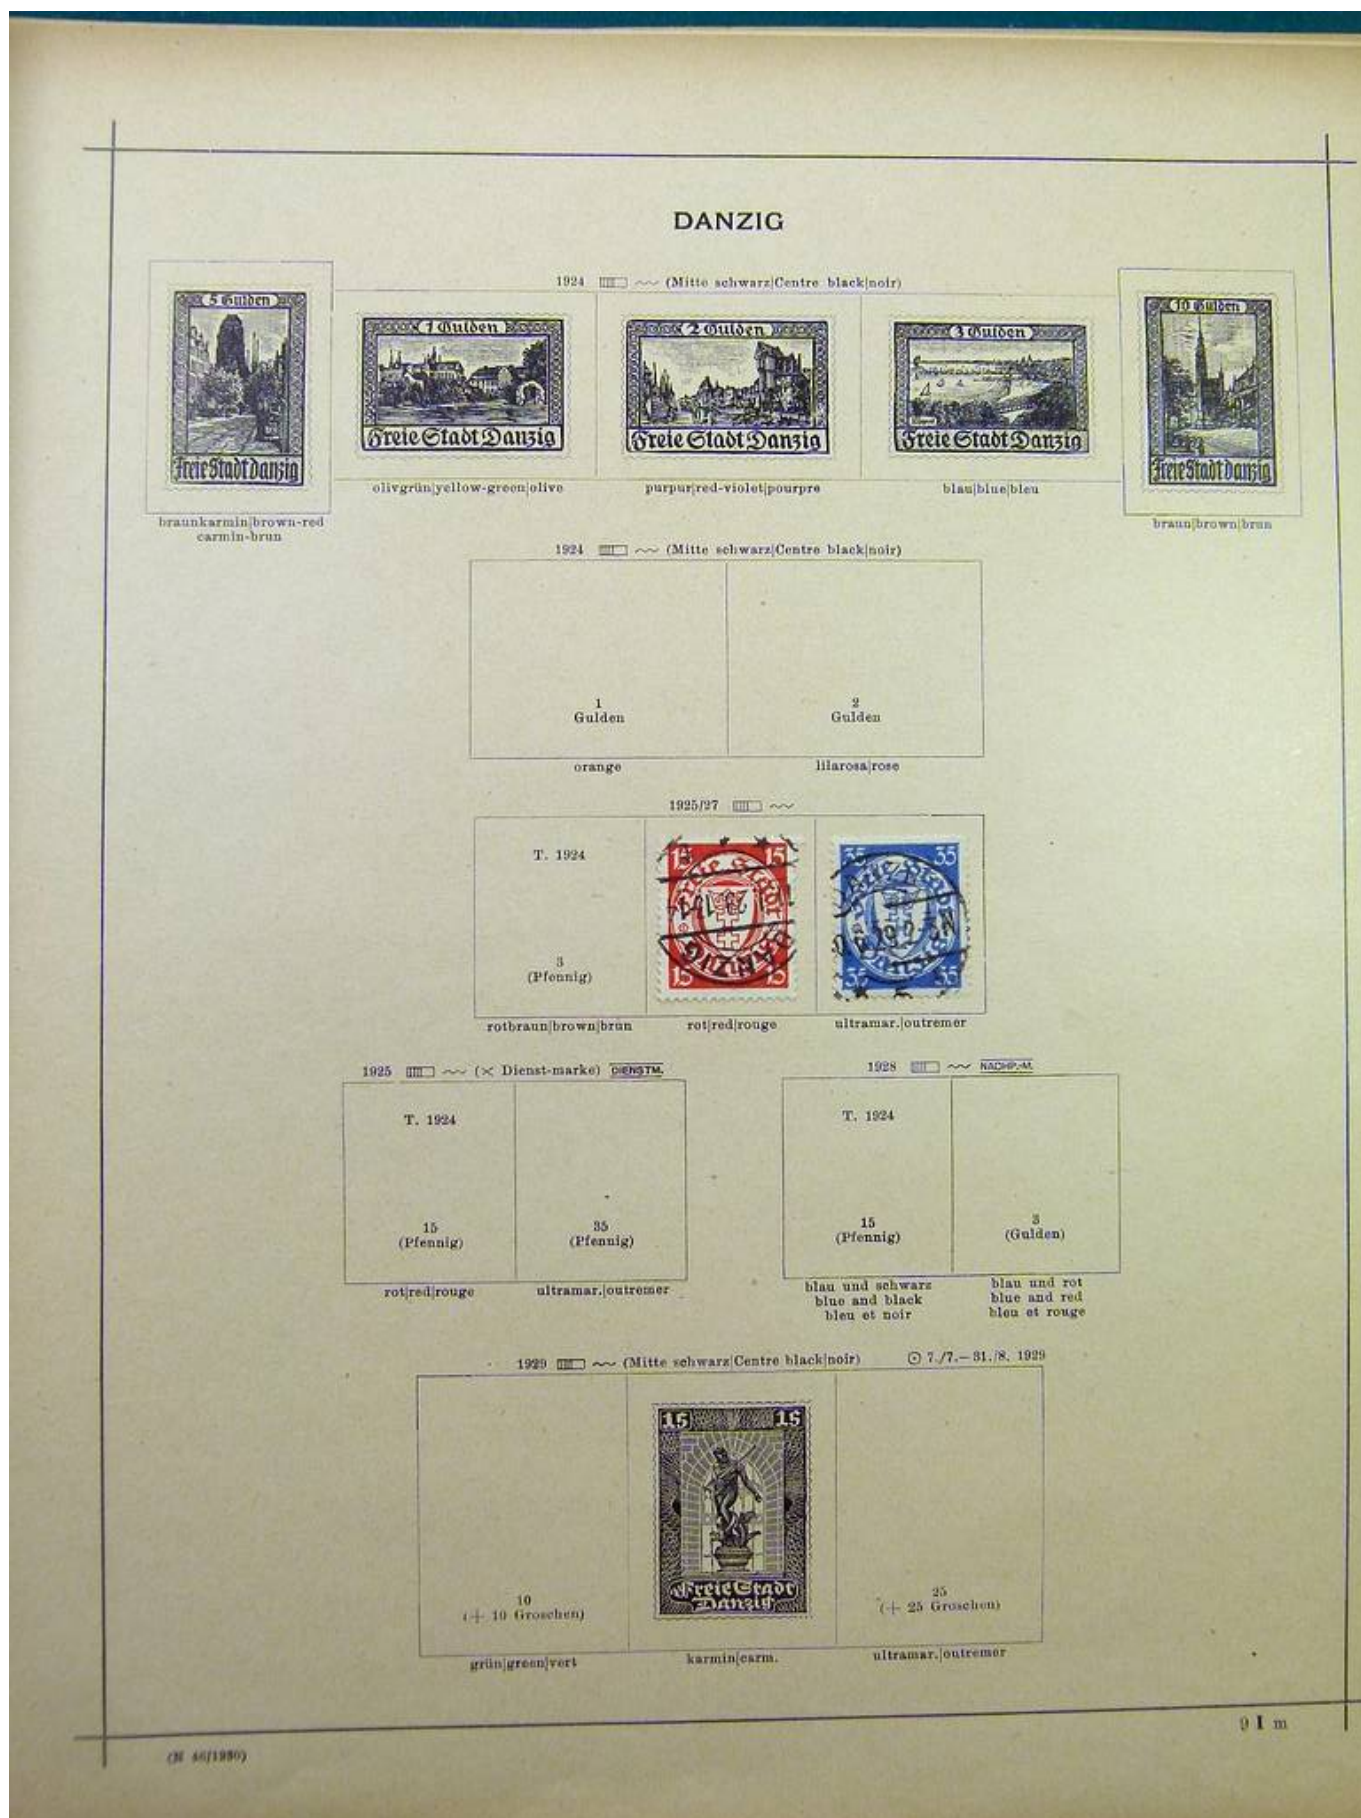 DANZIG
1924 (Mitte schwarz|Centre black|noir)
5 Gulden
Freie Stadt Danzig
braunkarmin|brown-red
carmin-brun
1 Gulden
Freie Stadt Danzig
olivgrün|yellow-green|olive
2 Gulden
Freie Stadt Danzig
purpur|red-violet|pourpre
3 Gulden
Freie Stadt Danzig
blau|blue|bleu
10 Gulden
Freie Stadt Danzig
braun|brown|brun
1924 (Mitte schwarz|Centre black|noir)
1
Gulden
orange
2
Gulden
lilarosa|rose
1925/27
T. 1924
3
(Pfennig)
rotbraun|brown|brun
15 15
Freie Stadt
Danzig
15 15
DANZIG
rot|red|rouge
35 35
Freie Stadt
Danzig
35 35
ultramar.|outremer
1925 (× Dienst-marke) DIENSTM.
T. 1924
15
(Pfennig)
rot|red|rouge
35
(Pfennig)
ultramar.|outremer
1928 NACHP.-M.
T. 1924
15
(Pfennig)
blau und schwarz
blue and black
bleu et noir
3
(Gulden)
blau und rot
blue and red
bleu et rouge
1929 (Mitte schwarz|Centre black|noir) ⊙ 7./7.–31./8. 1929
10
(+ 10 Groschen)
grün|green|vert
15 15
Freie Stadt
Danzig
karmin|carm.
25
(+ 25 Groschen)
ultramar.|outremer
9 I m